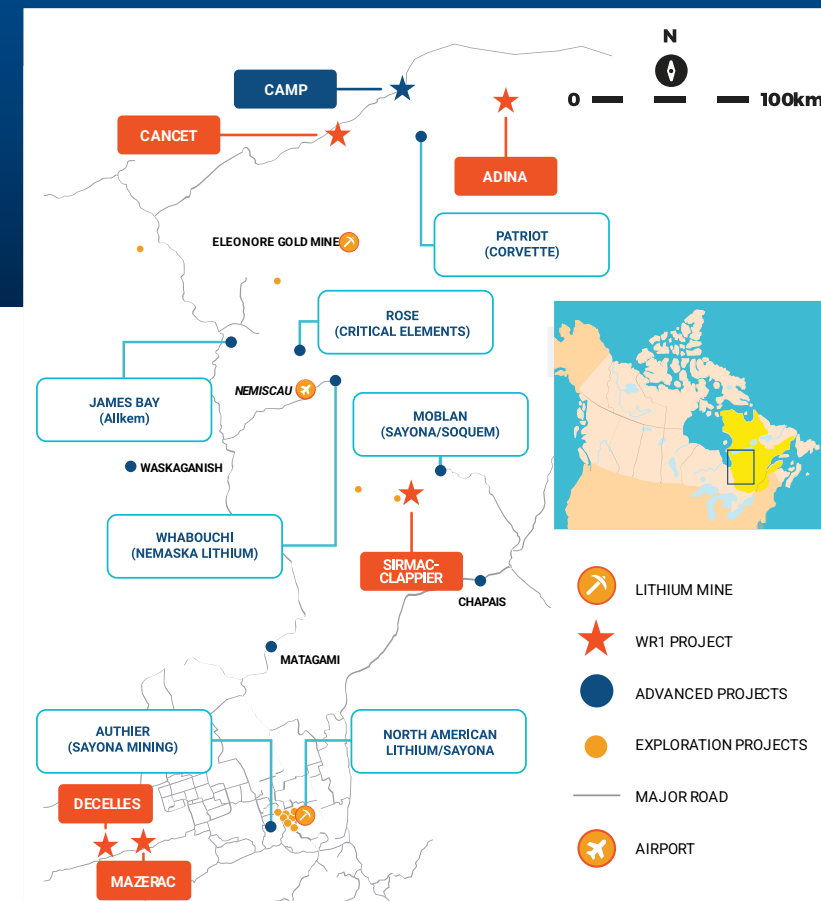 N
0
100km
CAMP
CANCET
ADINA
PATRIOT
(CORVETTE)
ELEONORE GOLD MINE
ROSE
(CRITICAL ELEMENTS)
JAMES BAY
(Allkem)
NEMISCAU
MOBLAN
(SAYONA/SOQUEM)
WASKAGANISH
WHABOUCHI
(NEMASKA LITHIUM)
SIRMAC-
CLAPPIER
CHAPAIS
MATAGAMI
AUTHIER
(SAYONA MINING)
NORTH AMERICAN
LITHIUM/SAYONA
DECELLES
MAZERAC
LITHIUM MINE
WR1 PROJECT
ADVANCED PROJECTS
EXPLORATION PROJECTS
MAJOR ROAD
AIRPORT